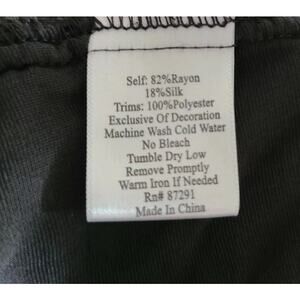 Self: 82%Rayon
18%Silk
Trims: 100%Polyester
Exclusive Of Decoration
Machine Wash Cold Water
No Bleach
Tumble Dry Low
Remove Promptly
Warm Iron If Needed
Rn# 87291
Made In China